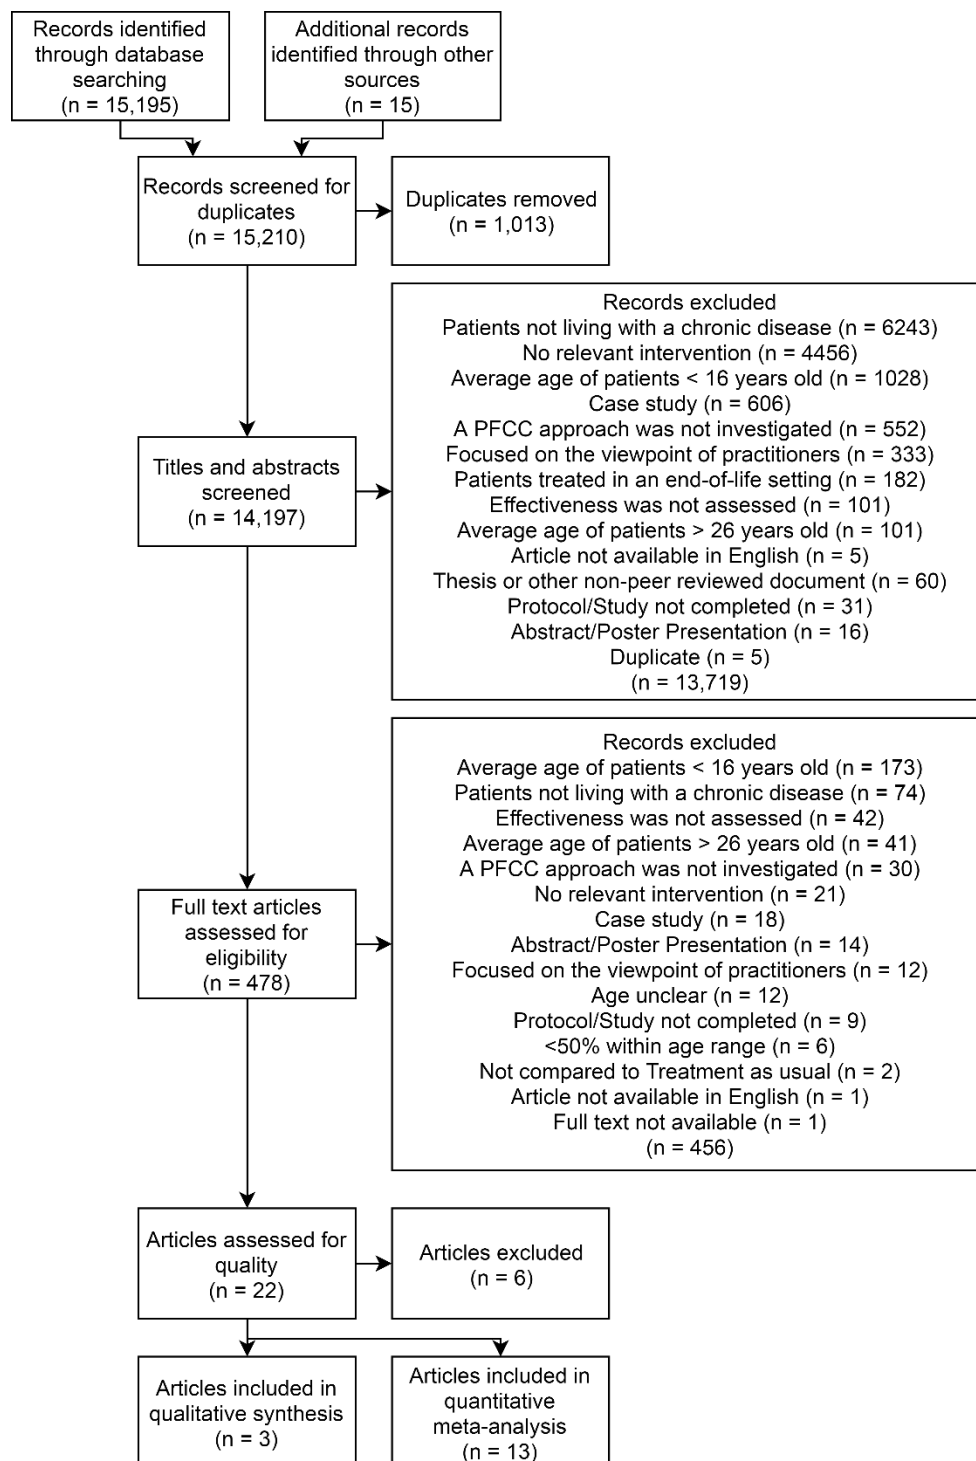 Records identified
through database
searching
(n = 15,195)
Additional records
identified through other
sources
(n = 15)
Records screened for
duplicates
(n = 15,210)
Duplicates removed
(n = 1,013)
Titles and abstracts
screened
(n = 14,197)
Records excluded
Patients not living with a chronic disease (n = 6243)
No relevant intervention (n = 4456)
Average age of patients < 16 years old (n = 1028)
Case study (n = 606)
A PFCC approach was not investigated (n = 552)
Focused on the viewpoint of practitioners (n = 333)
Patients treated in an end-of-life setting (n = 182)
Effectiveness was not assessed (n = 101)
Average age of patients > 26 years old (n = 101)
Article not available in English (n = 5)
Thesis or other non-peer reviewed document (n = 60)
Protocol/Study not completed (n = 31)
Abstract/Poster Presentation (n = 16)
Duplicate (n = 5)
(n = 13,719)
Full text articles
assessed for
eligibility
(n = 478)
Records excluded
Average age of patients < 16 years old (n = 173)
Patients not living with a chronic disease (n = 74)
Effectiveness was not assessed (n = 42)
Average age of patients > 26 years old (n = 41)
A PFCC approach was not investigated (n = 30)
No relevant intervention (n = 21)
Case study (n = 18)
Abstract/Poster Presentation (n = 14)
Focused on the viewpoint of practitioners (n = 12)
Age unclear (n = 12)
Protocol/Study not completed (n = 9)
<50% within age range (n = 6)
Not compared to Treatment as usual (n = 2)
Article not available in English (n = 1)
Full text not available (n = 1)
(n = 456)
Articles assessed for
quality
(n = 22)
Articles excluded
(n = 6)
Articles included in
qualitative synthesis
(n = 3)
Articles included in
quantitative
meta-analysis
(n = 13)